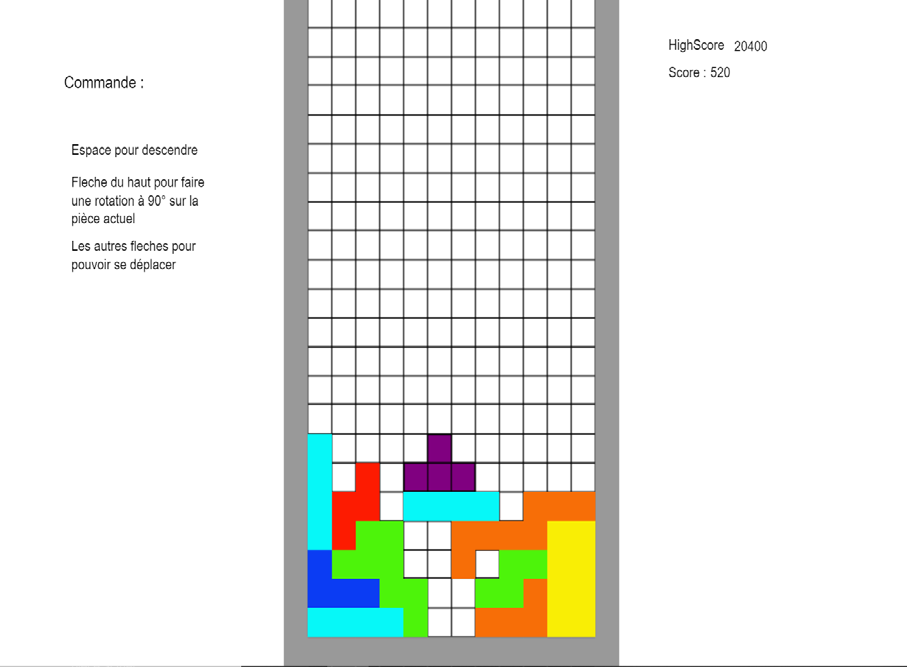 Commande :
Espace pour descendre
Fleche du haut pour faire
une rotation à 90° sur la
pièce actuel
Les autres fleches pour
pouvoir se déplacer
HighScore 20400
Score : 520